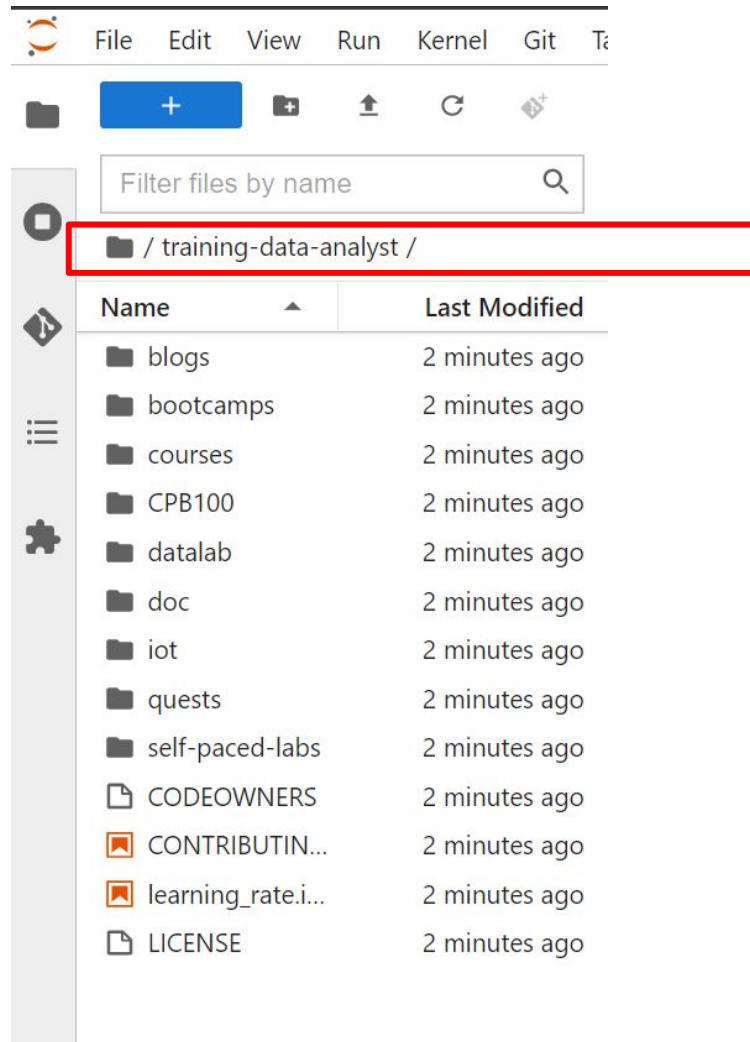 File Edit View Run Kernel Git Ta
Filter files by name
/ training-data-analyst /
Name Last Modified
blogs 2 minutes ago
bootcamps 2 minutes ago
courses 2 minutes ago
CPB100 2 minutes ago
datalab 2 minutes ago
doc 2 minutes ago
iot 2 minutes ago
quests 2 minutes ago
self-paced-labs 2 minutes ago
CODEOWNERS 2 minutes ago
CONTRIBUTIN... 2 minutes ago
learning_rate.i... 2 minutes ago
LICENSE 2 minutes ago